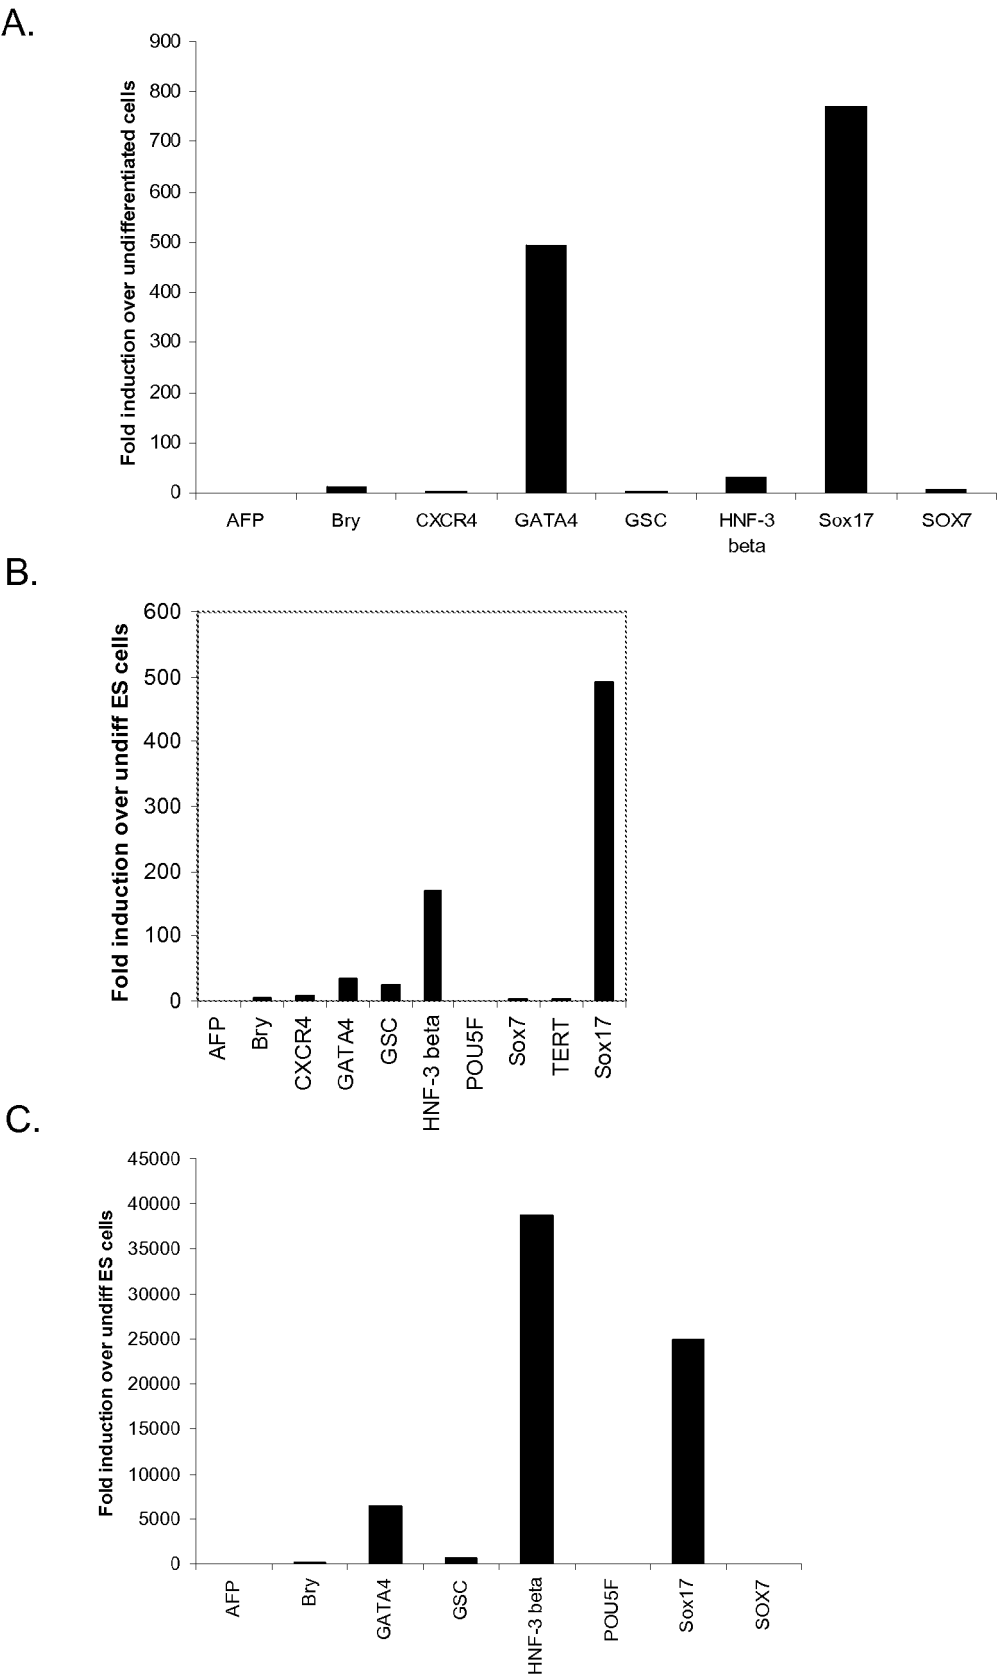 A.
Fold induction over undifferentiated cells
900
800
700
600
500
400
300
200
100
0
AFP
Bry
CXCR4
GATA4
GSC
HNF-3
beta
Sox17
SOX7
B.
Fold induction over undiff ES cells
600
500
400
300
200
100
0
AFP
Bry
CXCR4
GATA4
GSC
HNF-3 beta
POU5F
Sox7
TERT
Sox17
C.
Fold induction over undiff ES cells
45000
40000
35000
30000
25000
20000
15000
10000
5000
0
AFP
Bry
GATA4
GSC
HNF-3 beta
POU5F
Sox17
SOX7